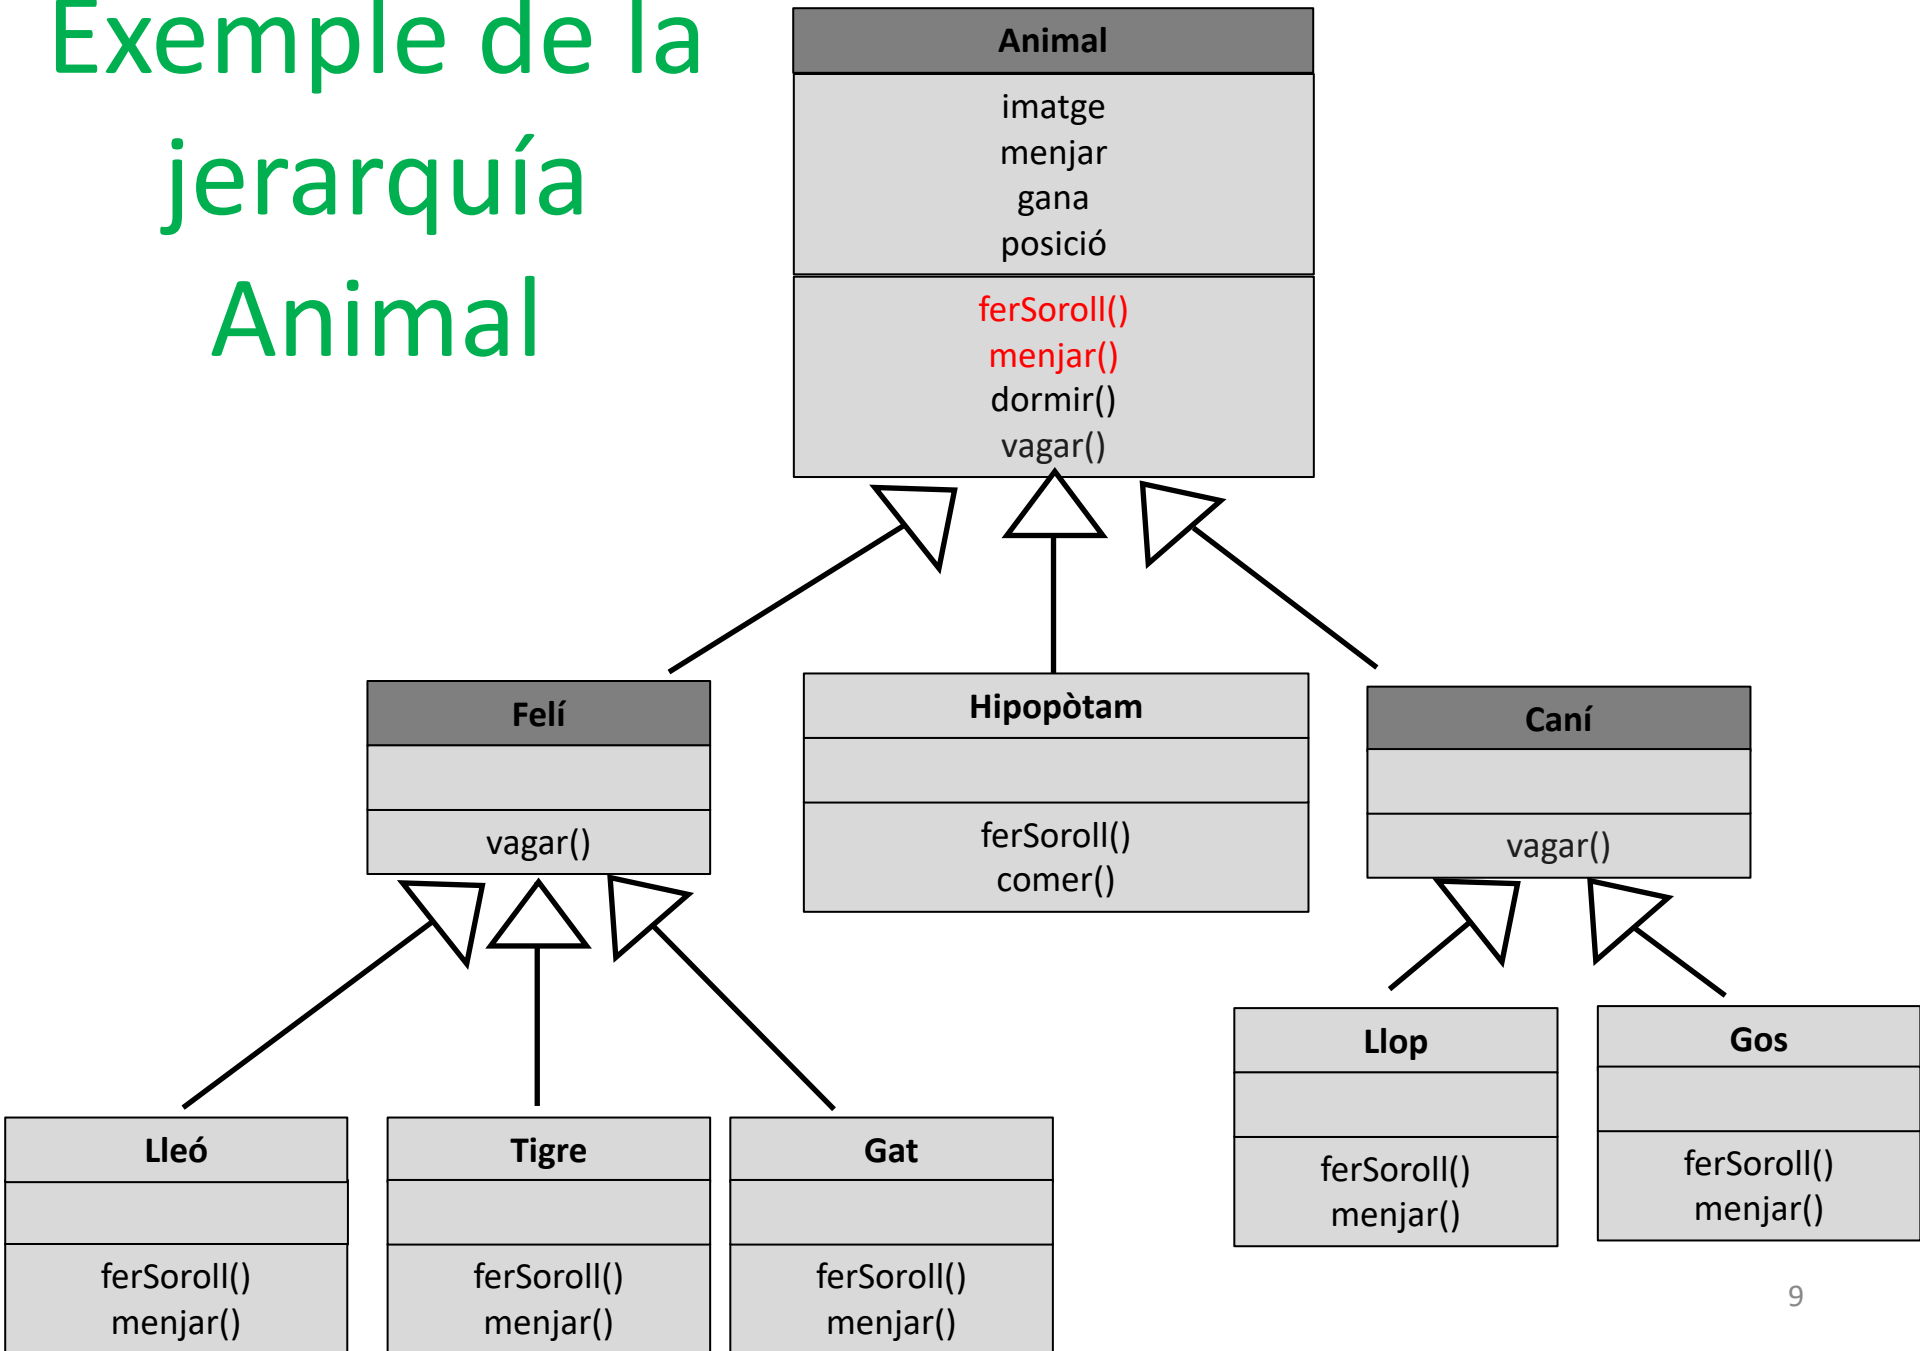 Exemple de la
jerarquía
Animal
Animal
imatge
menjar
gana
posició
ferSoroll()
menjar()
dormir()
vagar()
Felí
vagar()
Hipopòtam
ferSoroll()
comer()
Caní
vagar()
Lleó
ferSoroll()
menjar()
Tigre
ferSoroll()
menjar()
Gat
ferSoroll()
menjar()
Llop
ferSoroll()
menjar()
Gos
ferSoroll()
menjar()
9